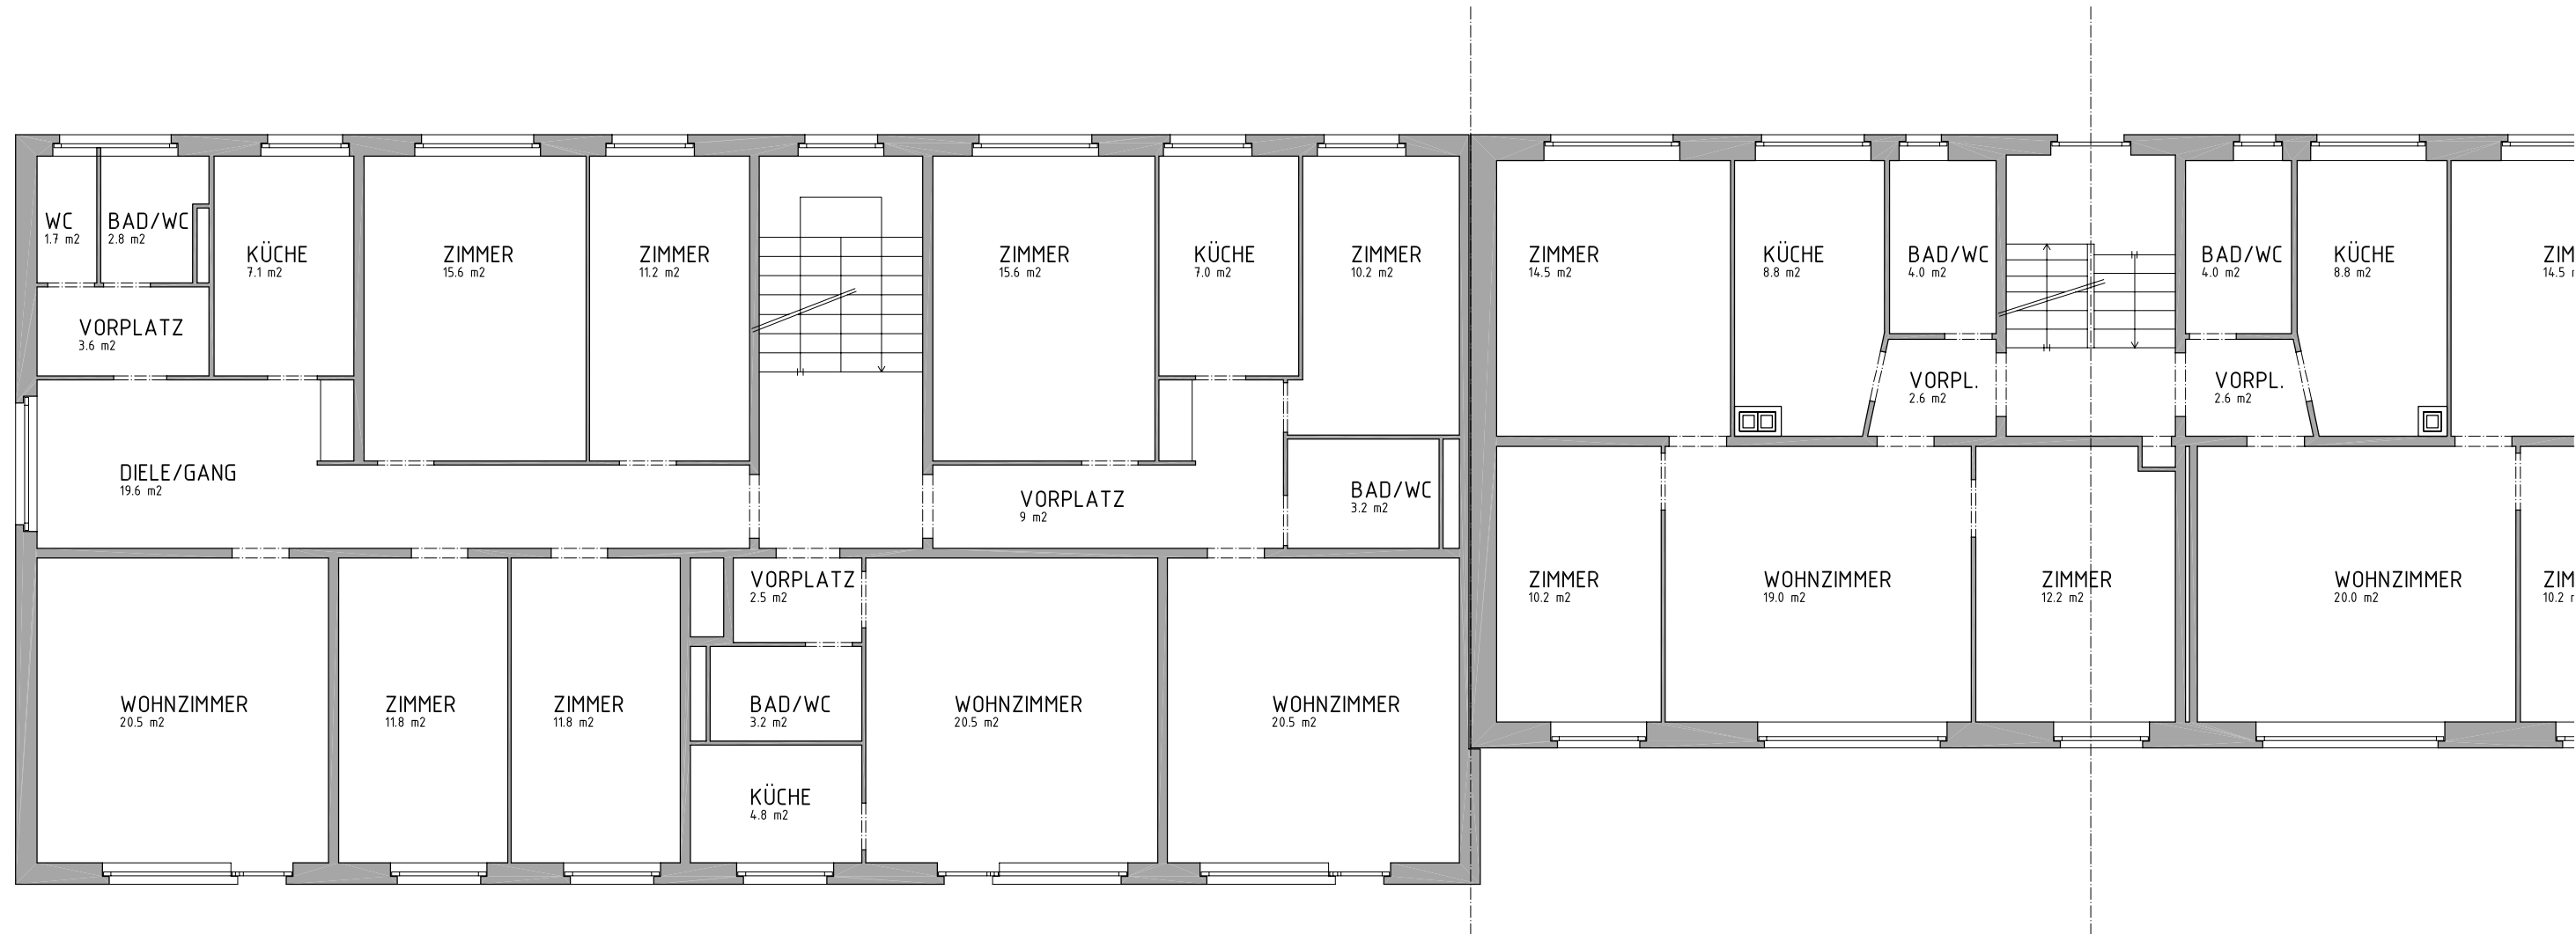 WC
1.7 m2
BAD/WC
2.8 m2
KÜCHE
7.1 m2
ZIMMER
15.6 m2
ZIMMER
11.2 m2
ZIMMER
15.6 m2
KÜCHE
7.0 m2
ZIMMER
10.2 m2
ZIMMER
14.5 m2
KÜCHE
8.8 m2
BAD/WC
4.0 m2
BAD/WC
4.0 m2
KÜCHE
8.8 m2
ZIM
14.5
VORPLATZ
3.6 m2
VORPL.
2.6 m2
VORPL.
2.6 m2
DIELE/GANG
19.6 m2
VORPLATZ
9 m2
BAD/WC
3.2 m2
VORPLATZ
2.5 m2
ZIMMER
10.2 m2
WOHNZIMMER
19.0 m2
ZIMMER
12.2 m2
WOHNZIMMER
20.0 m2
ZIM
10.2
WOHNZIMMER
20.5 m2
ZIMMER
11.8 m2
ZIMMER
11.8 m2
BAD/WC
3.2 m2
WOHNZIMMER
20.5 m2
WOHNZIMMER
20.5 m2
KÜCHE
4.8 m2